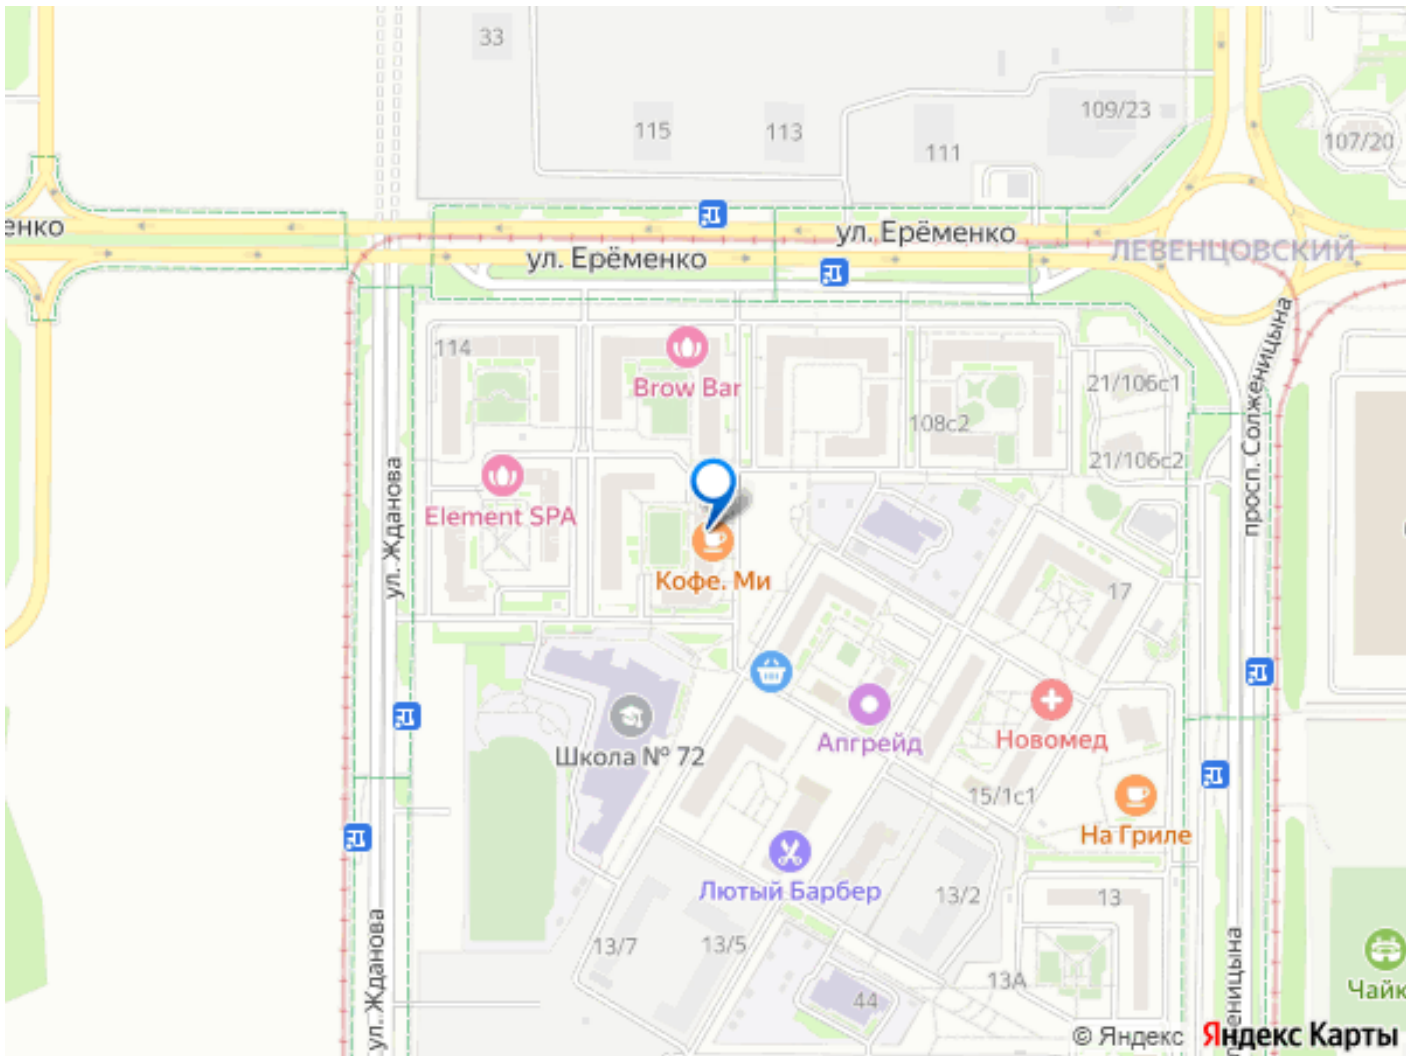 33
115
113
111
109/23
107/20
енко
ул. Ерёменко
ул. Ерёменко
ЛЕВЕНЦОВСКИЙ
114
Brow Bar
108с2
21/106с1
21/106с2
просп. Солженицына
ул. Жданова
Element SPA
Кофе. Ми
17
Школа № 72
Апгрейд
Новомед
15/1с1
На Гриле
Лютый Барбер
13/2
13
13/7
13/5
13А
44
ул. Жданова
еницына
Чайк
© Яндекс Яндекс Карты